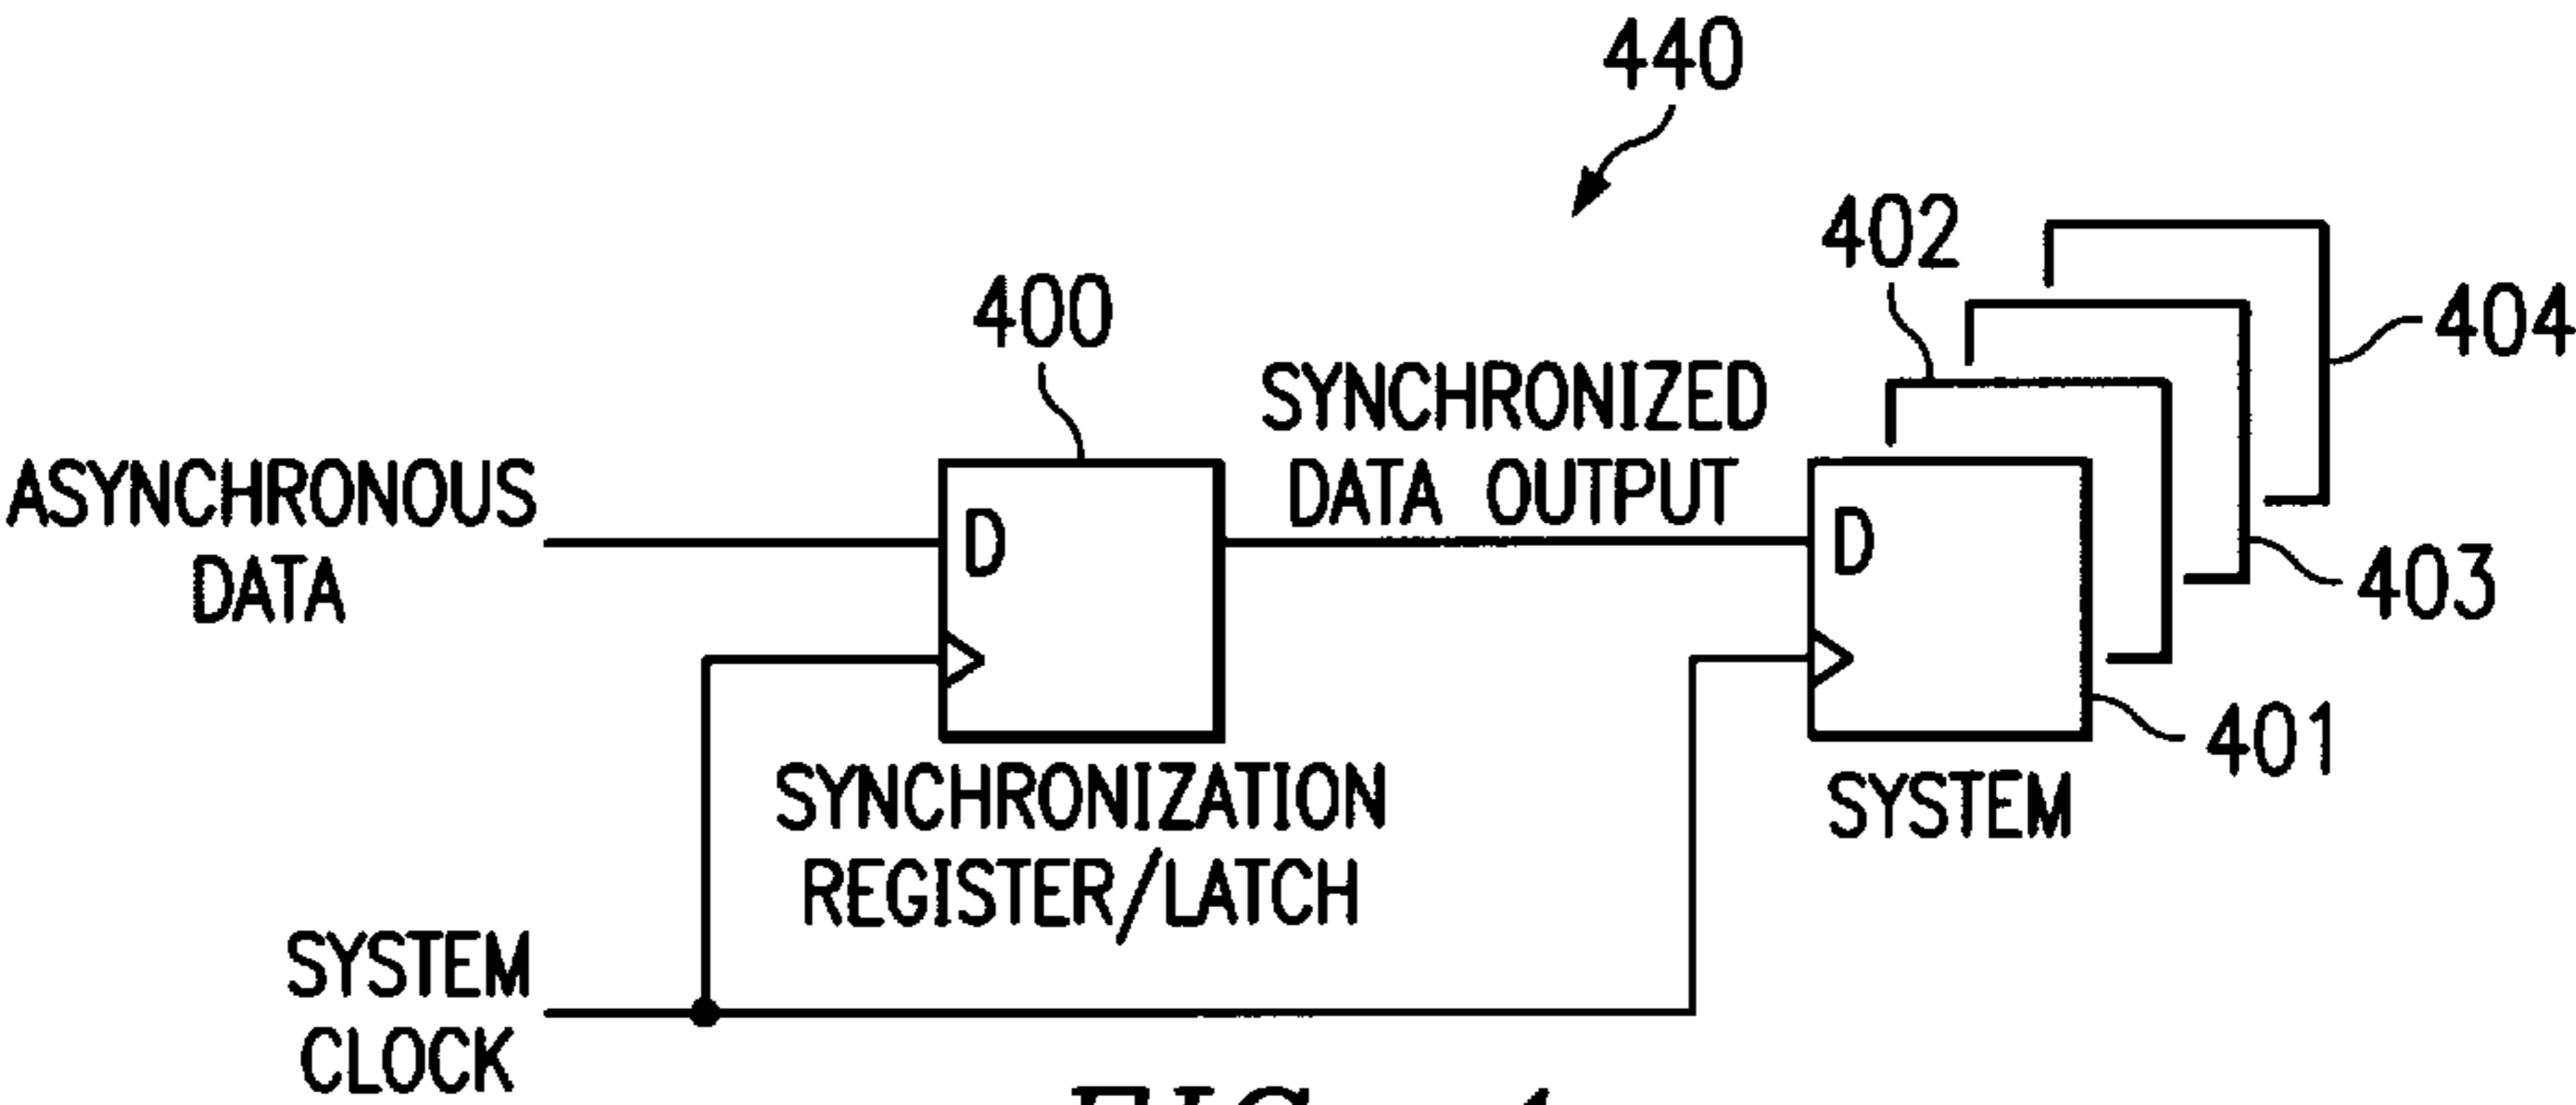 440
402
400
404
SYNCHRONIZED
DATA OUTPUT
ASYNCHRONOUS
DATA
D
D
403
401
SYNCHRONIZATION
REGISTER/LATCH
SYSTEM
SYSTEM
CLOCK